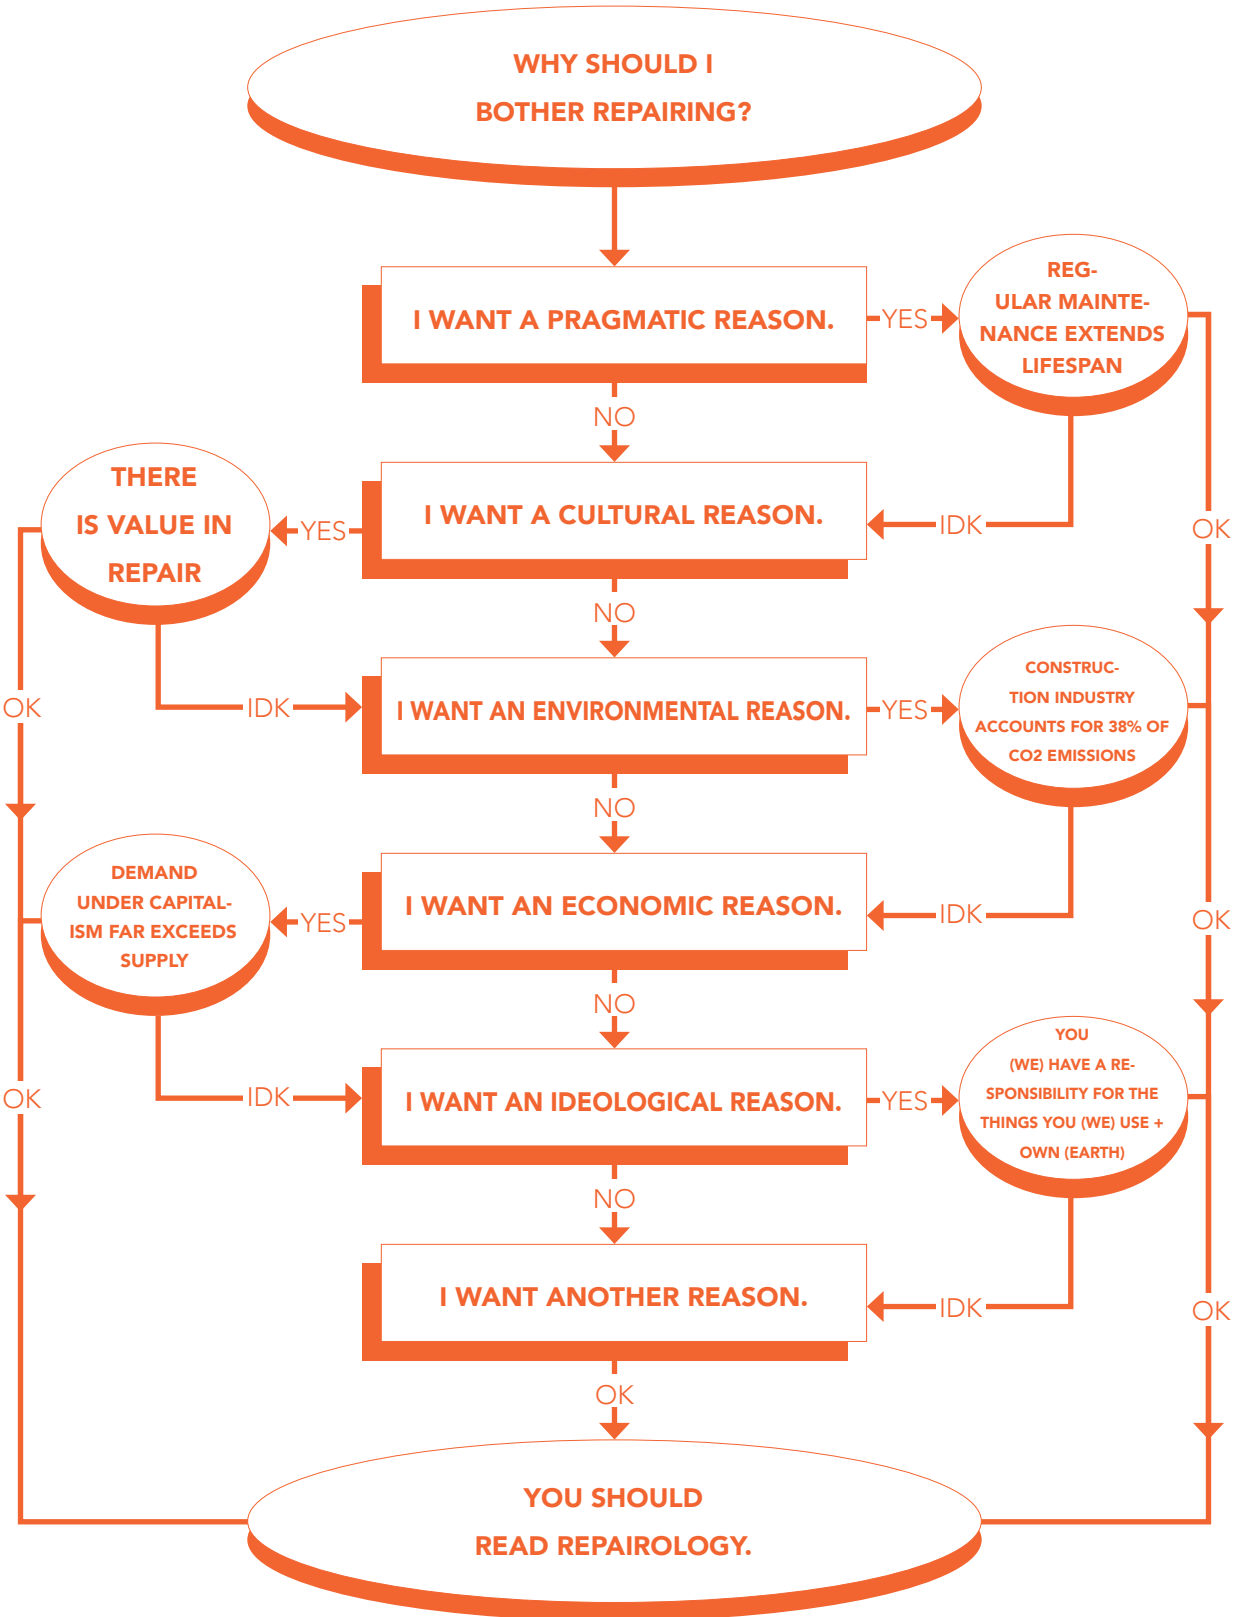 WHY SHOULD I
BOTHER REPAIRING?
I WANT A PRAGMATIC REASON.
YES
REG-
ULAR MAINTE-
NANCE EXTENDS
LIFESPAN
NO
THERE
IS VALUE IN
REPAIR
YES
I WANT A CULTURAL REASON.
IDK
OK
NO
OK
IDK
I WANT AN ENVIRONMENTAL REASON.
YES
CONSTRUC-
TION INDUSTRY
ACCOUNTS FOR 38% OF
CO2 EMISSIONS
NO
DEMAND
UNDER CAPITAL-
ISM FAR EXCEEDS
SUPPLY
YES
I WANT AN ECONOMIC REASON.
IDK
OK
NO
OK
IDK
I WANT AN IDEOLOGICAL REASON.
YES
YOU
(WE) HAVE A RE-
SPONSIBILITY FOR THE
THINGS YOU (WE) USE +
OWN (EARTH)
NO
I WANT ANOTHER REASON.
IDK
OK
OK
YOU SHOULD
READ REPAIROLOGY.